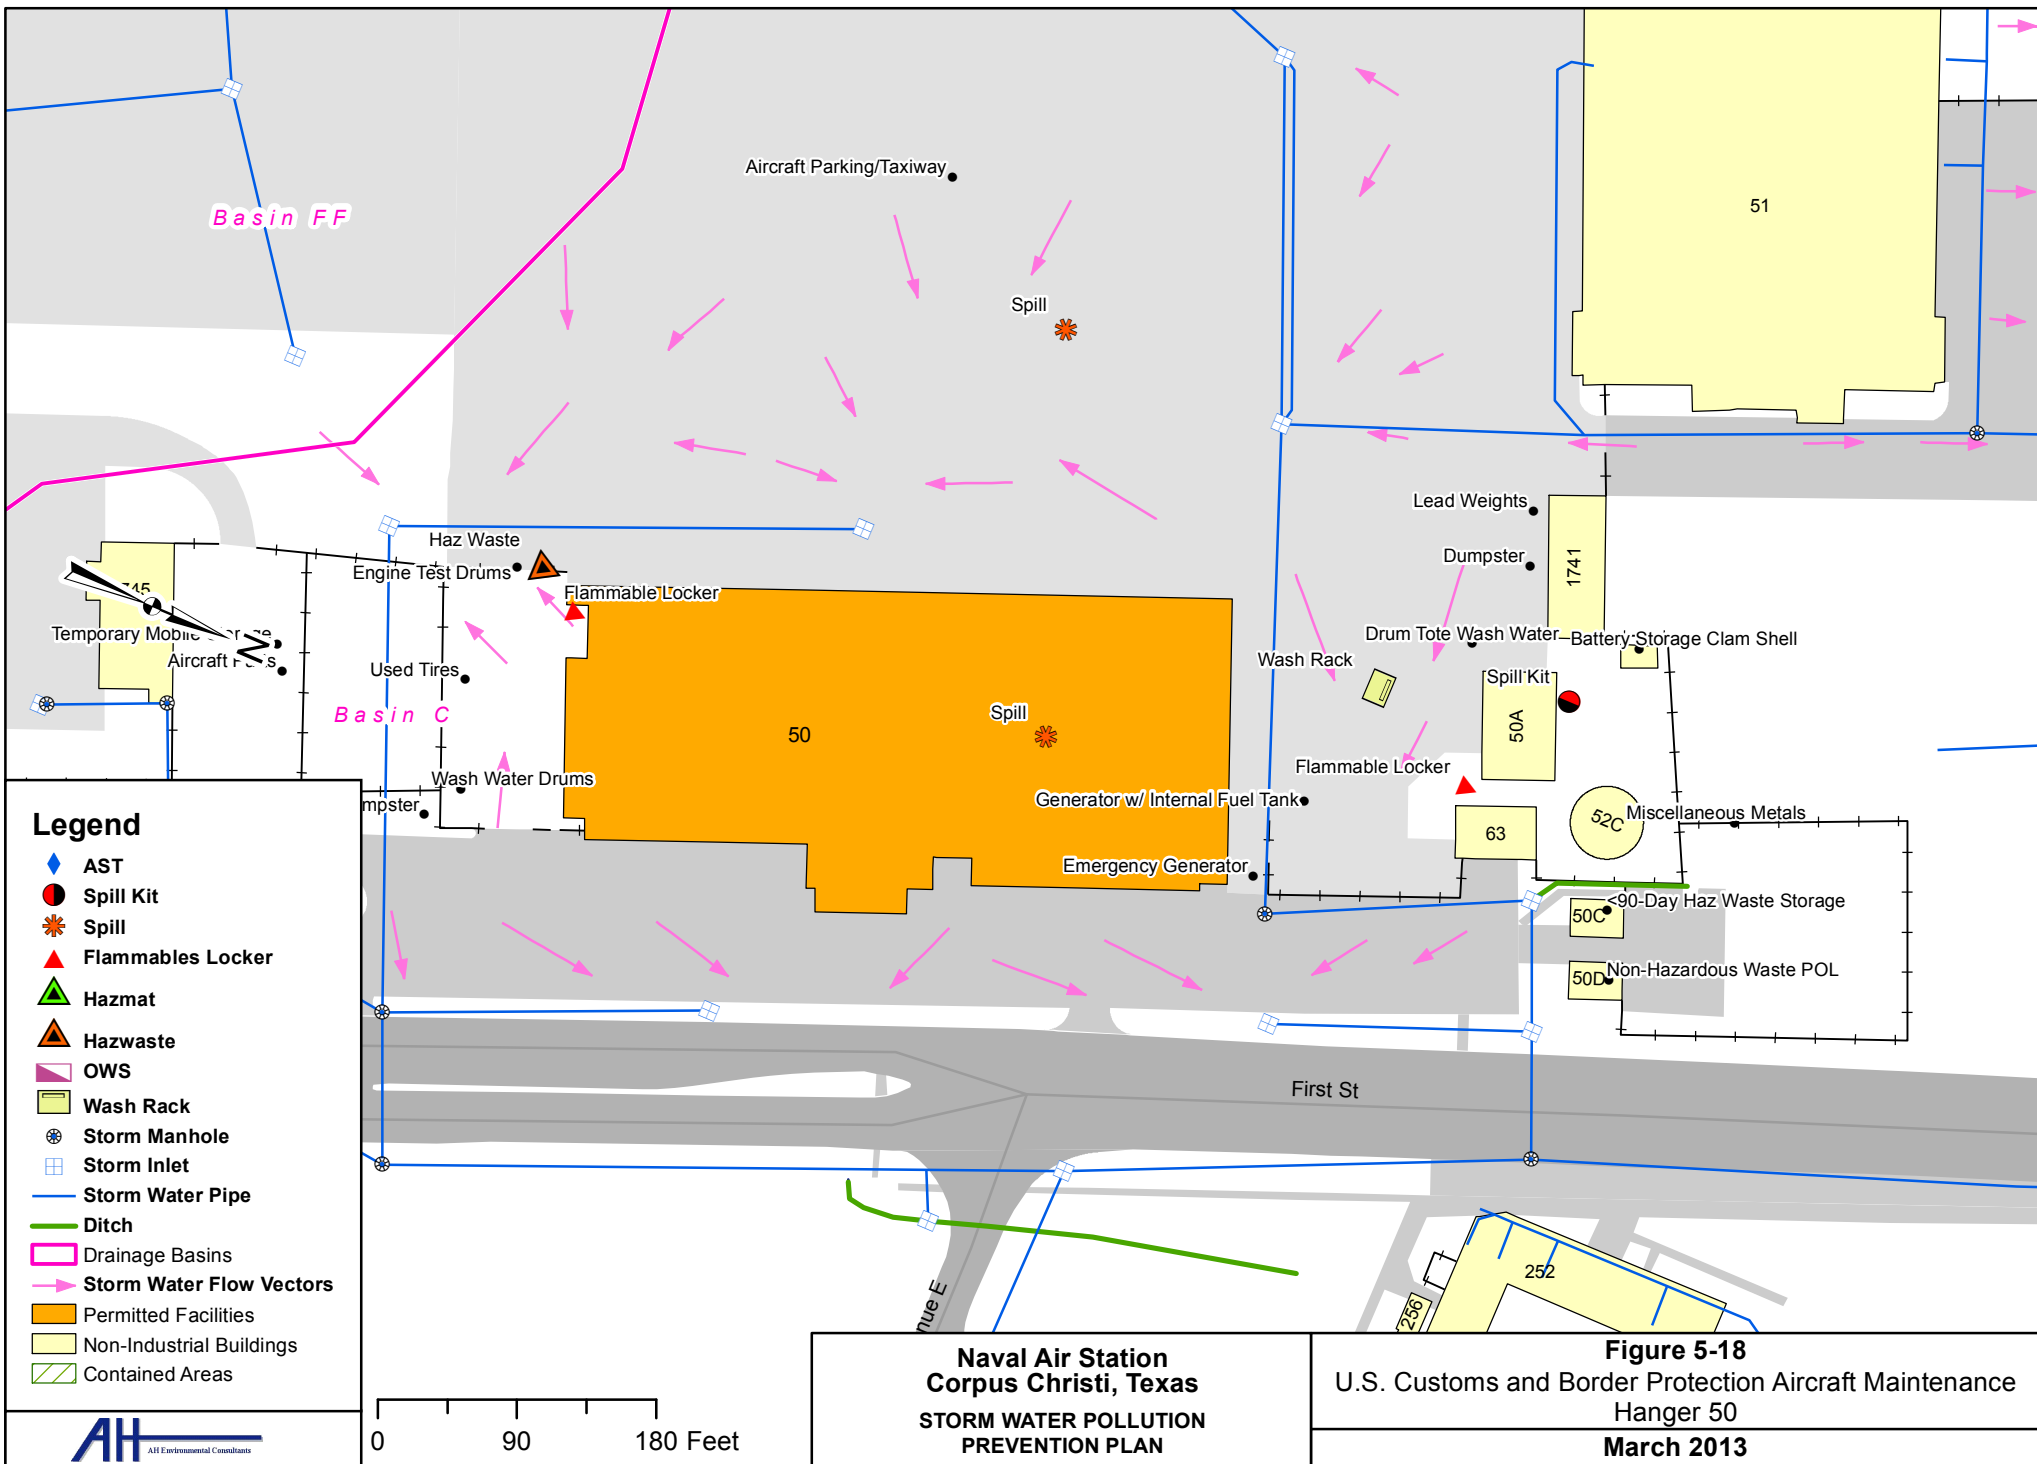 Aircraft Parking/Taxiway
Basin FF
51
Spill
Lead Weights
Haz Waste
Engine Test Drums
Dumpster
1741
Flammable Locker
745
Temporary Mobile Storage
Aircraft Parts
N
Drum Tote Wash Water
Battery Storage Clam Shell
Wash Rack
Used Tires
Spill Kit
Basin C
Spill
50
50A
Flammable Locker
Wash Water Drums
mpster
Generator w/ Internal Fuel Tank
52C
Miscellaneous Metals
63
Emergency Generator
<90-Day Haz Waste Storage
50C
Non-Hazardous Waste POL
50D
First St
nue E
252
256
Legend
AST
Spill Kit
Spill
Flammables Locker
Hazmat
Hazwaste
OWS
Wash Rack
Storm Manhole
Storm Inlet
Storm Water Pipe
Ditch
Drainage Basins
Storm Water Flow Vectors
Permitted Facilities
Non-Industrial Buildings
Contained Areas
AH
AH Environmental Consultants
0 90 180 Feet
Naval Air Station
Corpus Christi, Texas
STORM WATER POLLUTION
PREVENTION PLAN
Figure 5-18
U.S. Customs and Border Protection Aircraft Maintenance
Hanger 50
March 2013